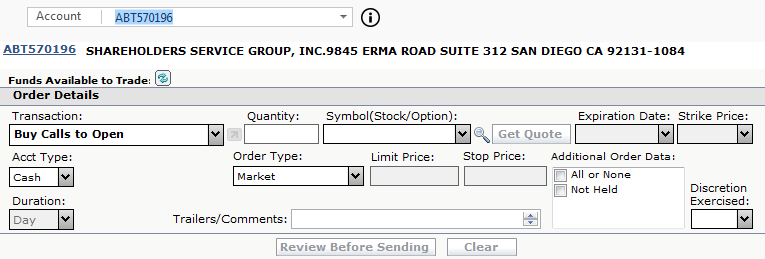 Account ABT570196
ABT570196 SHAREHOLDERS SERVICE GROUP, INC.9845 ERMA ROAD SUITE 312 SAN DIEGO CA 92131-1084
Funds Available to Trade:
Order Details
Transaction: Quantity: Symbol(Stock/Option): Expiration Date: Strike Price:
Buy Calls to Open Get Quote
Acct Type: Order Type: Limit Price: Stop Price: Additional Order Data:
Cash Market All or None
Not Held
Duration: Discretion
Exercised:
Day Trailers/Comments:
Review Before Sending Clear